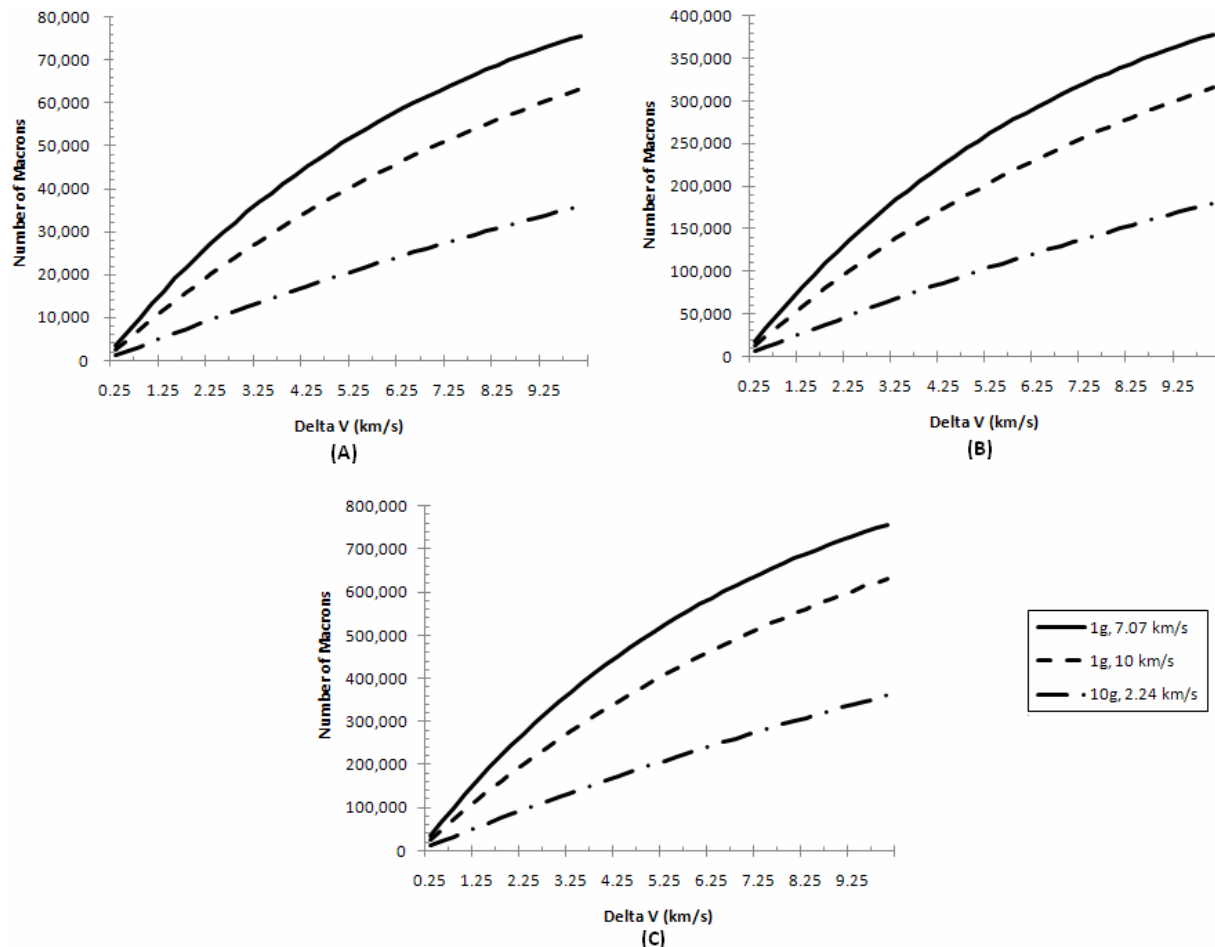 80,000
70,000
60,000
50,000
40,000
30,000
20,000
10,000
0
Number of Macrons
0.25 1.25 2.25 3.25 4.25 5.25 6.25 7.25 8.25 9.25
Delta V (km/s)
(A)
400,000
350,000
300,000
250,000
200,000
150,000
100,000
50,000
0
Number of Macrons
0.25 1.25 2.25 3.25 4.25 5.25 6.25 7.25 8.25 9.25
Delta V (km/s)
(B)
800,000
700,000
600,000
500,000
400,000
300,000
200,000
100,000
0
Number of Macrons
0.25 1.25 2.25 3.25 4.25 5.25 6.25 7.25 8.25 9.25
Delta V (km/s)
(C)
1g, 7.07 km/s
1g, 10 km/s
10g, 2.24 km/s